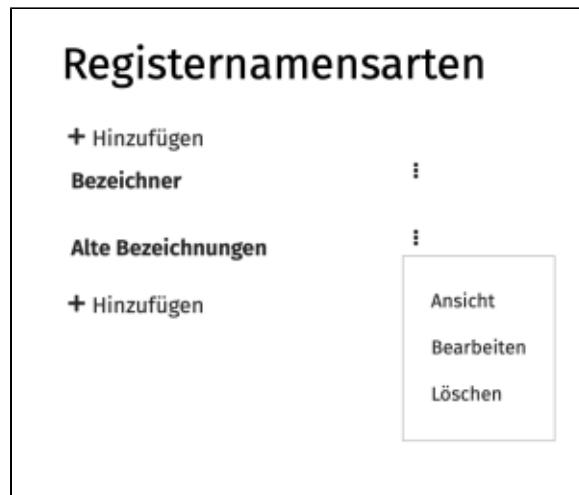 Registernamensarten
+ Hinzufügen
Bezeichner
Alte Bezeichnungen
+ Hinzufügen
Ansicht
Bearbeiten
Löschen